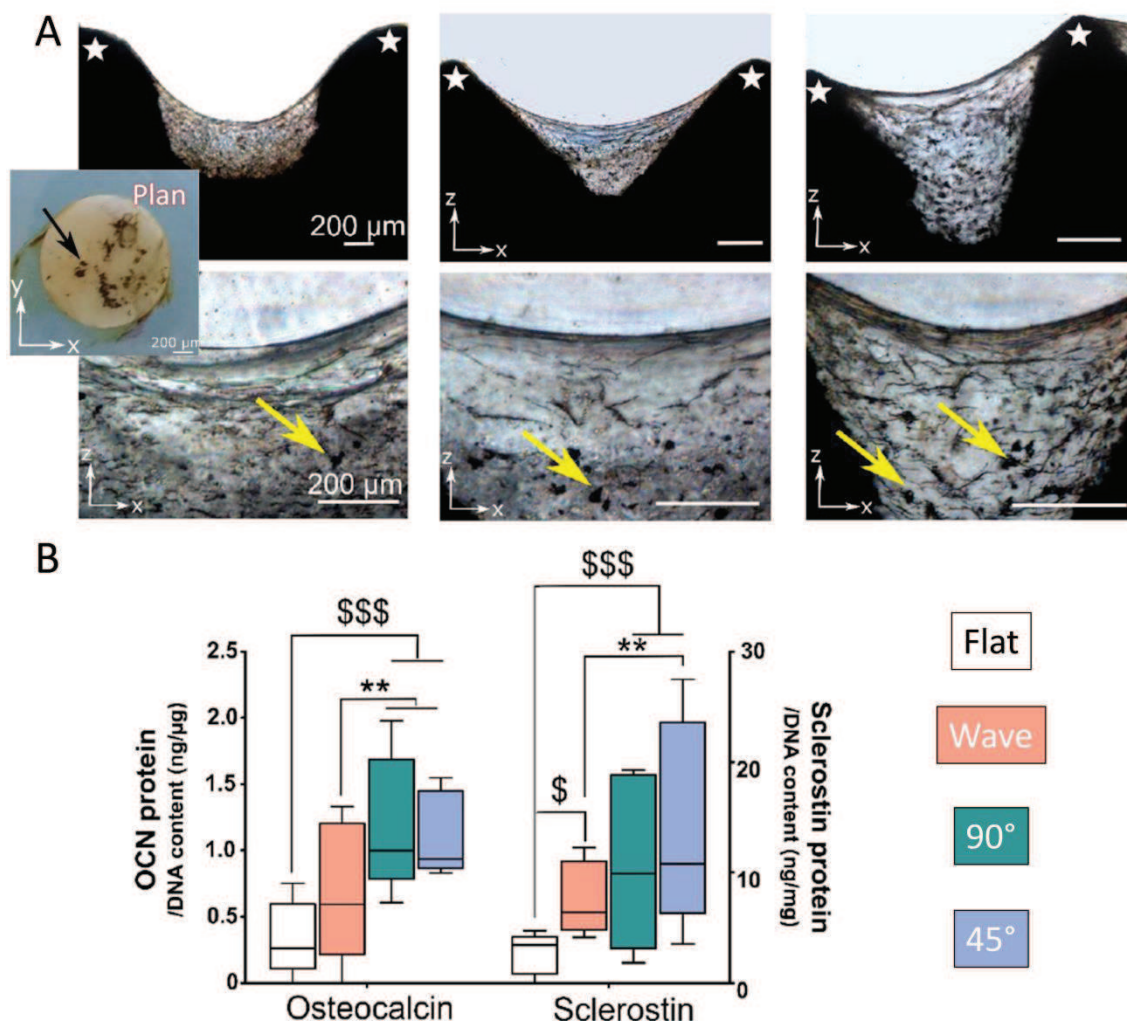 A
Plan
y
x
200 µm
200 µm
z
x
z
x
200 µm
z
x
z
x
z
x
B
$$$
$$$
**
**
$
2.5
2.0
1.5
1.0
0.5
0
OCN protein
/DNA content (ng/µg)
30
20
10
0
Sclerostin protein
/DNA content (ng/mg)
Osteocalcin
Sclerostin
Flat
Wave
90°
45°